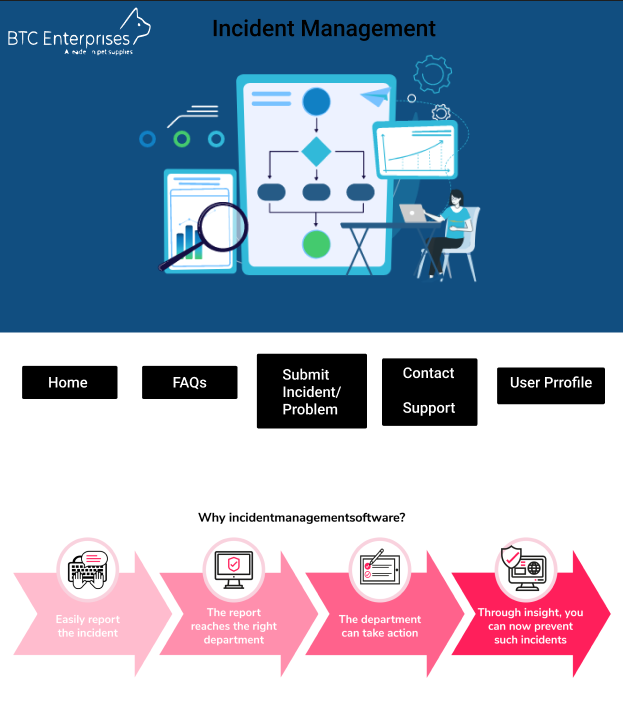 BTC Enterprises
A leade in pet supplies
Incident Management
Home
FAQs
Submit
Incident/
Problem
Contact
Support
User Prrofile
Why incidentmanagementsoftware?
Easily report
the incident
The report
reaches the right
department
The department
can take action
Through insight, you
can now prevent
such incidents